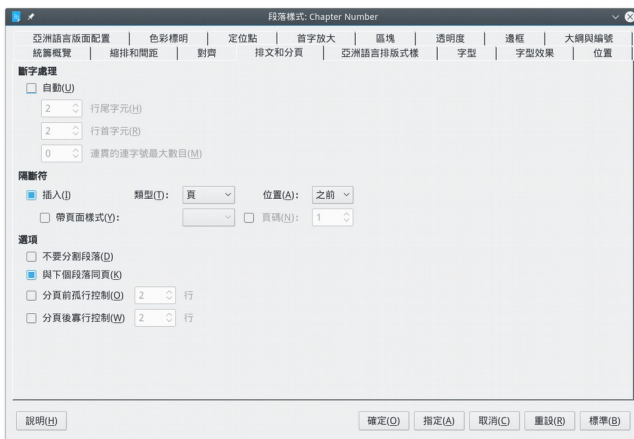 段落樣式: Chapter Number
亞洲語言版面配置 色彩標明 定位點 首字放大 區塊 透明度 邊框 大綱與編號
統籌概覽 縮排和間距 對齊 排文和分頁 亞洲語言排版式樣 字型 字型效果 位置
斷字處理
自動(U)
2 行尾字元(H)
2 行首字元(R)
0 連貫的連字號最大數目(M)
隔斷符
插入(I) 類型(T): 頁 位置(A): 之前
帶頁面樣式(Y): 頁碼(N): 1
選項
不要分割段落(D)
與下個段落同頁(K)
分頁前孤行控制(O) 2 行
分頁後寡行控制(W) 2 行
說明(H) 確定(O) 指定(A) 取消(C) 重設(R) 標準(B)